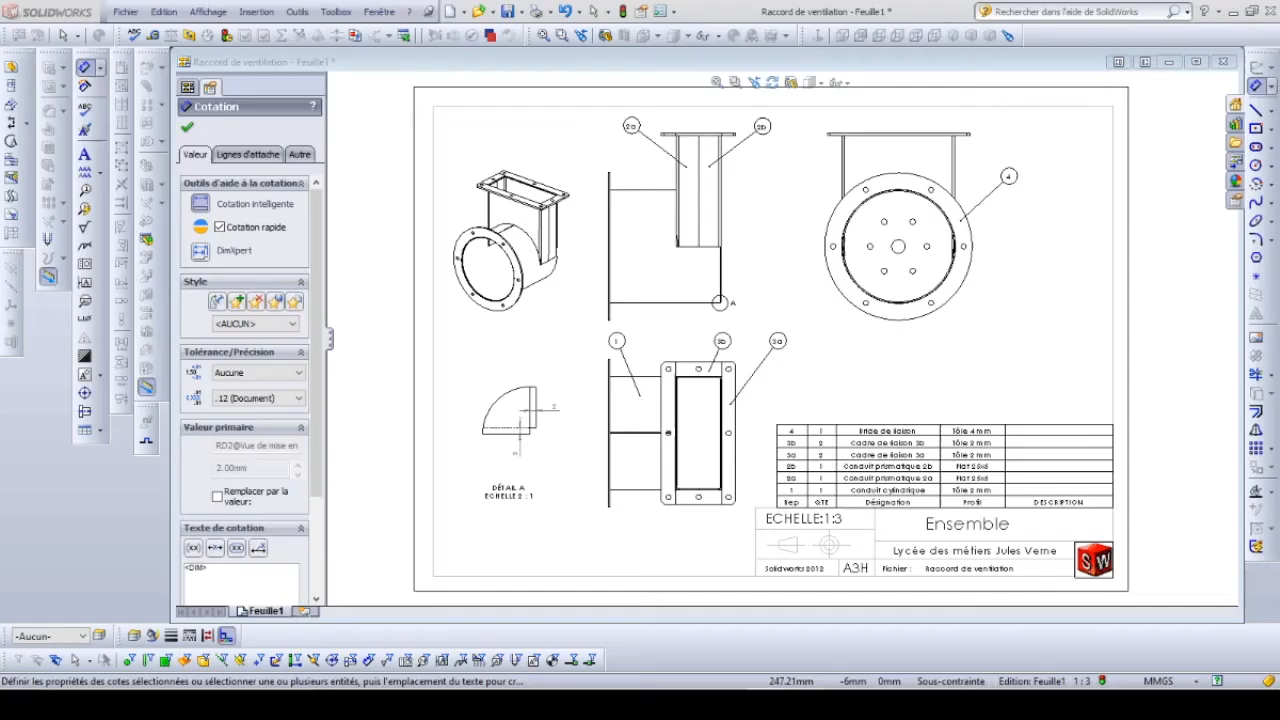 SOLIDWORKS
Fichier Edition Affichage Insertion Outils Toolbox Fenêtre ?
Raccord de ventilation - Feuille1 *
Rechercher dans l'aide de SolidWorks
Raccord de ventilation - Feuille1 *
Cotation ?
Valeur Lignes d'attache Autre
Outils d'aide à la cotation
Cotation intelligente
Cotation rapide
DimXpert
Style
<AUCUN>
Tolérance/Précision
Aucune
.12 (Document)
Valeur primaire
RD2@Vue de mise en
2.00mm
Remplacer par la
valeur:
Texte de cotation
<DIM>
Feuille1
2a
2b
4
A
1
3b
3a
2
2
DÉTAIL A
ECHELLE 2 : 1
4 1 Bride de liaison Tôle 4 mm
3b 2 Cadre de liaison 3b Tôle 2 mm
3a 2 Cadre de liaison 3a Tôle 2 mm
2b 1 Conduit prismatique 2b Plat 25x5
2a 1 Conduit prismatique 2a Plat 25x5
1 1 Conduit cylindrique Tôle 2 mm
Rep QTE Désignation Profil DESCRIPTION
ECHELLE:1:3
Ensemble
Lycée des métiers Jules Verne
Solidworks 2012 A3H Fichier : Raccord de ventilation
SW
-Aucun-
Définir les propriétés des cotes sélectionnées ou sélectionner une ou plusieurs entités, puis l'emplacement du texte pour cr...
247.21mm -6mm 0mm Sous-contrainte Edition: Feuille1 1 : 3 MMGS